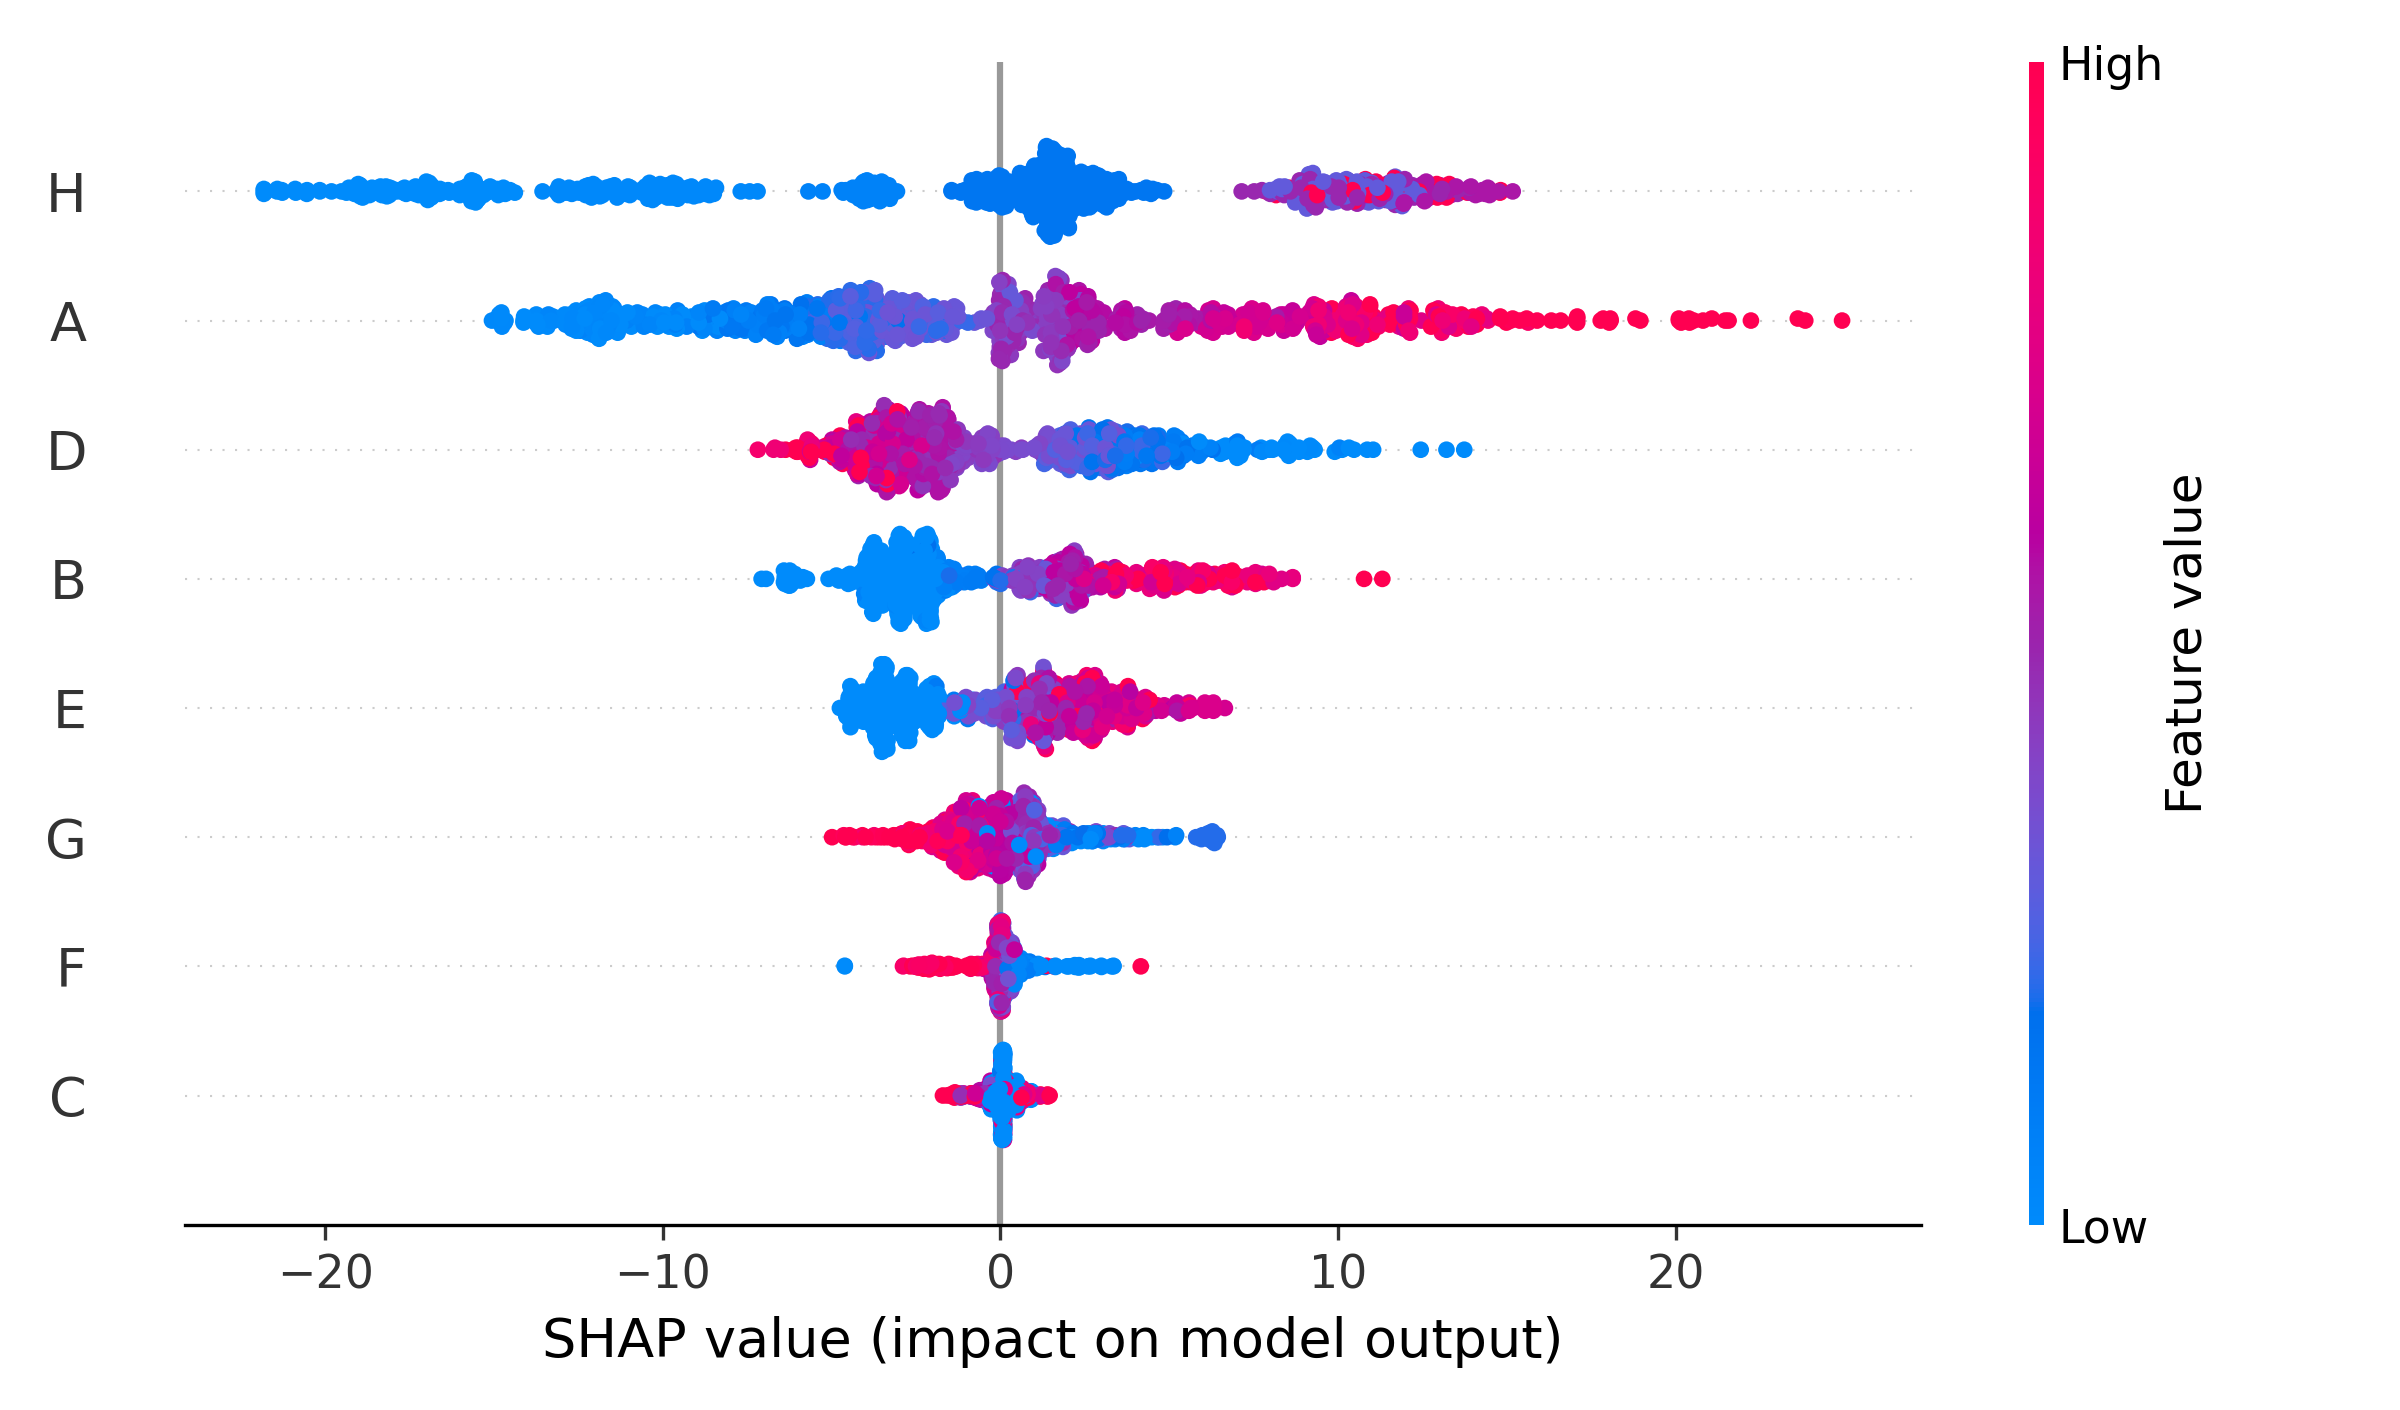 High
H
A
D
B
E
G
F
C
Feature value
Low
−20 −10 0 10 20
SHAP value (impact on model output)